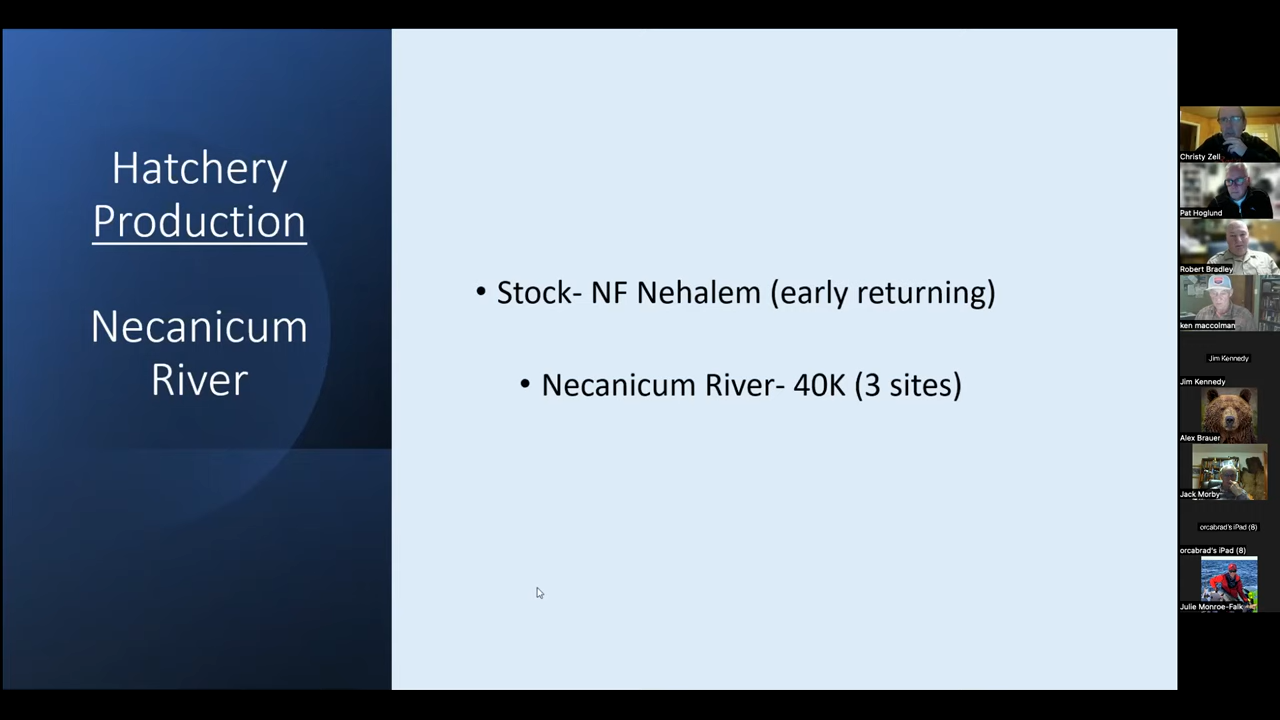 Hatchery
Production
Necanicum
River
• Stock- NF Nehalem (early returning)
• Necanicum River- 40K (3 sites)
Christy Zell
Pat Hoglund
Robert Bradley
ken maccolman
Jim Kennedy
Jim Kennedy
Alex Brauer
Jack Morby
orcabrad's iPad (8)
orcabrad's iPad (8)
Julie Monroe-Falk